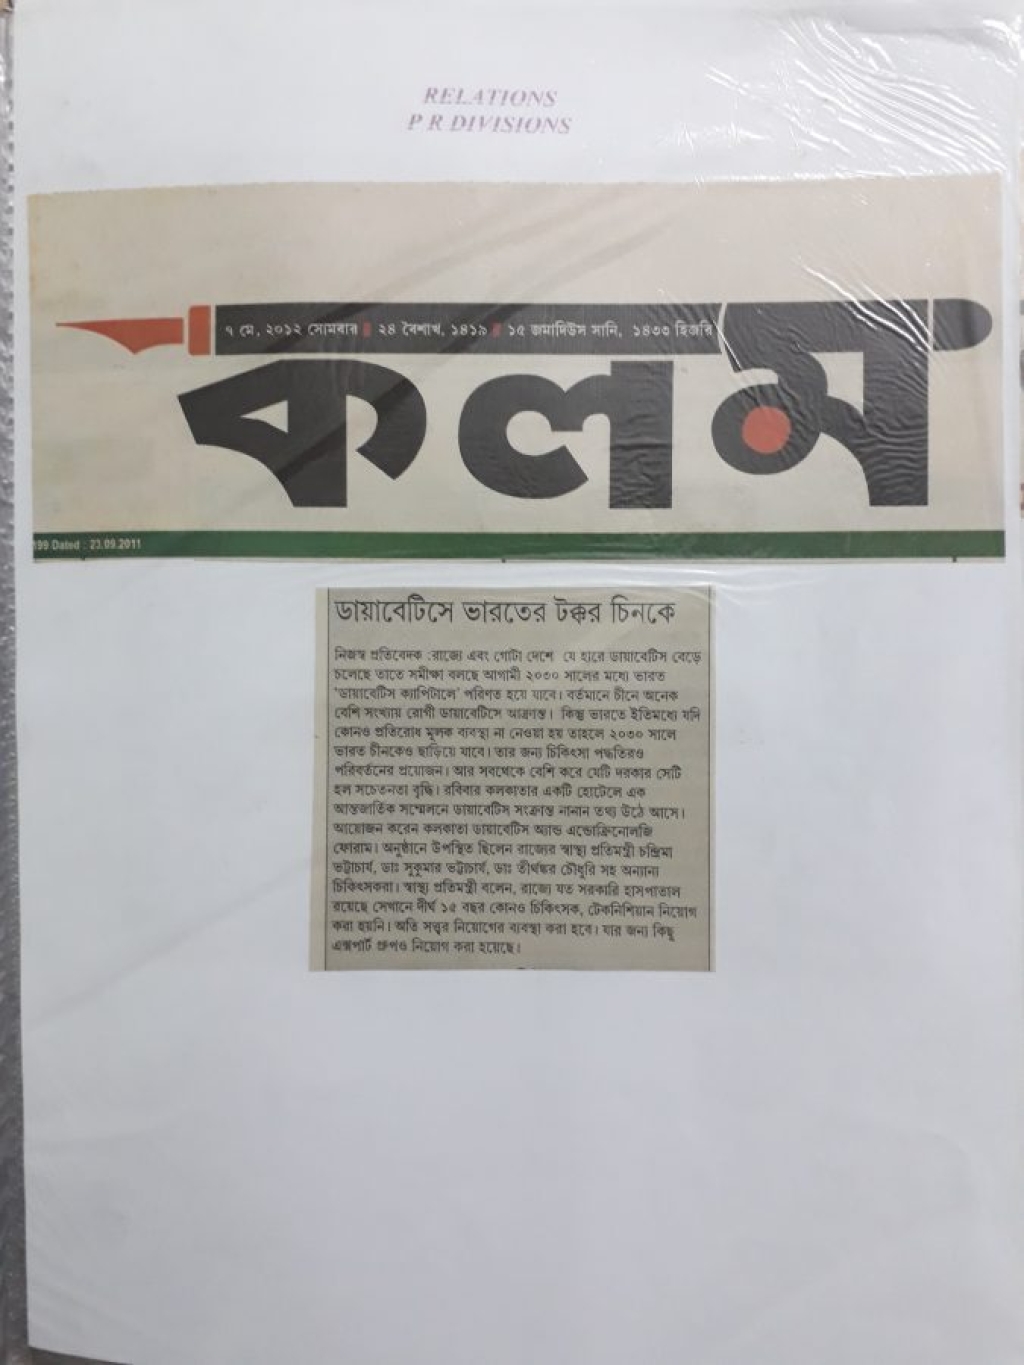 RELATIONS
P R DIVISIONS
৭ মে, ২০১২ সোমবার ২৪ বৈশাখ, ১৪১৯ ১৫ জমাদিউস সানি, ১৪৩৩ হিজরি
কলম
199 Dated : 23.09.2011
ডায়াবেটিসে ভারতের টক্কর চিনকে
নিজস্ব প্রতিবেদক :রাজ্যে এবং গোটা দেশে যে হারে ডায়াবেটিস বেড়ে
চলেছে তাতে সমীক্ষা বলছে আগামী ২০৩০ সালের মধ্যে ভারত
‘ডায়াবেটিস ক্যাপিটালে’ পরিণত হয়ে যাবে। বর্তমানে চীনে অনেক
বেশি সংখ্যায় রোগী ডায়াবেটিসে আক্রান্ত। কিন্তু ভারতে ইতিমধ্যে যদি
কোনও প্রতিরোধ মূলক ব্যবস্থা না নেওয়া হয় তাহলে ২০৩০ সালে
ভারত চীনকেও ছাড়িয়ে যাবে। তার জন্য চিকিৎসা পদ্ধতিরও
পরিবর্তনের প্রয়োজন। আর সবথেকে বেশি করে যেটি দরকার সেটি
হল সচেতনতা বৃদ্ধি। রবিবার কলকাতার একটি হোটেলে এক
আন্তর্জাতিক সম্মেলনে ডায়াবেটিস সংক্রান্ত নানান তথ্য উঠে আসে।
আয়োজন করেন কলকাতা ডায়াবেটিস অ্যান্ড এন্ডোক্রিনোলজি
ফোরাম। অনুষ্ঠানে উপস্থিত ছিলেন রাজ্যের স্বাস্থ্য প্রতিমন্ত্রী চন্দ্রিমা
ভট্টাচার্য, ডাঃ সুকুমার ভট্টাচার্য, ডাঃ তীর্থঙ্কর চৌধুরি সহ অন্যান্য
চিকিৎসকরা। স্বাস্থ্য প্রতিমন্ত্রী বলেন, রাজ্যে যত সরকারি হাসপাতাল
রয়েছে সেখানে দীর্ঘ ১৫ বছর কোনও চিকিৎসক, টেকনিশিয়ান নিয়োগ
করা হয়নি। অতি সত্ত্বর নিয়োগের ব্যবস্থা করা হবে। যার জন্য কিছু
এক্সপার্ট গ্রুপও নিয়োগ করা হয়েছে।